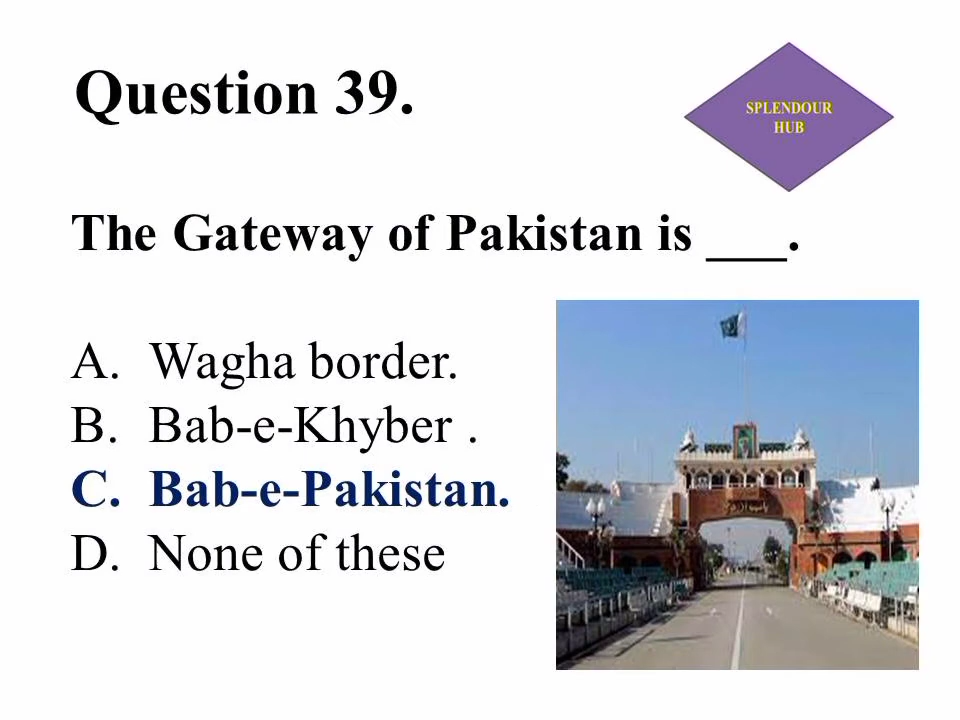 Question 39.
SPLENDOUR
HUB
The Gateway of Pakistan is ___.
A. Wagha border.
B. Bab-e-Khyber .
C. Bab-e-Pakistan.
D. None of these